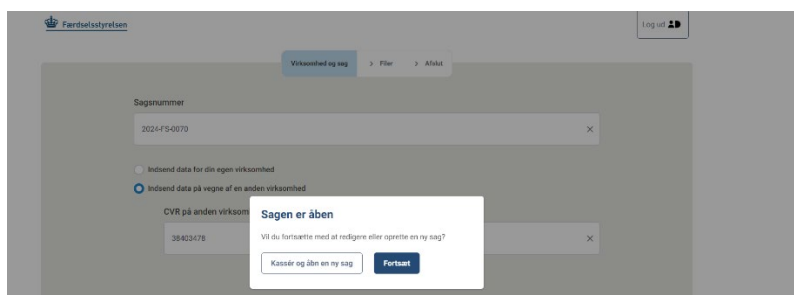 Færdselsstyrelsen
Log ud
Virksomhed og sag > Filer > Afslut
Sagsnummer
2024-FS-0070
Indsend data for din egen virksomhed
Indsend data på vegne af en anden virksomhed
CVR på anden virksom
38403476
Sagen er åben
Vil du fortsætte med at redigere eller oprette en ny sag?
Kassér og åbn en ny sag
Fortsæt